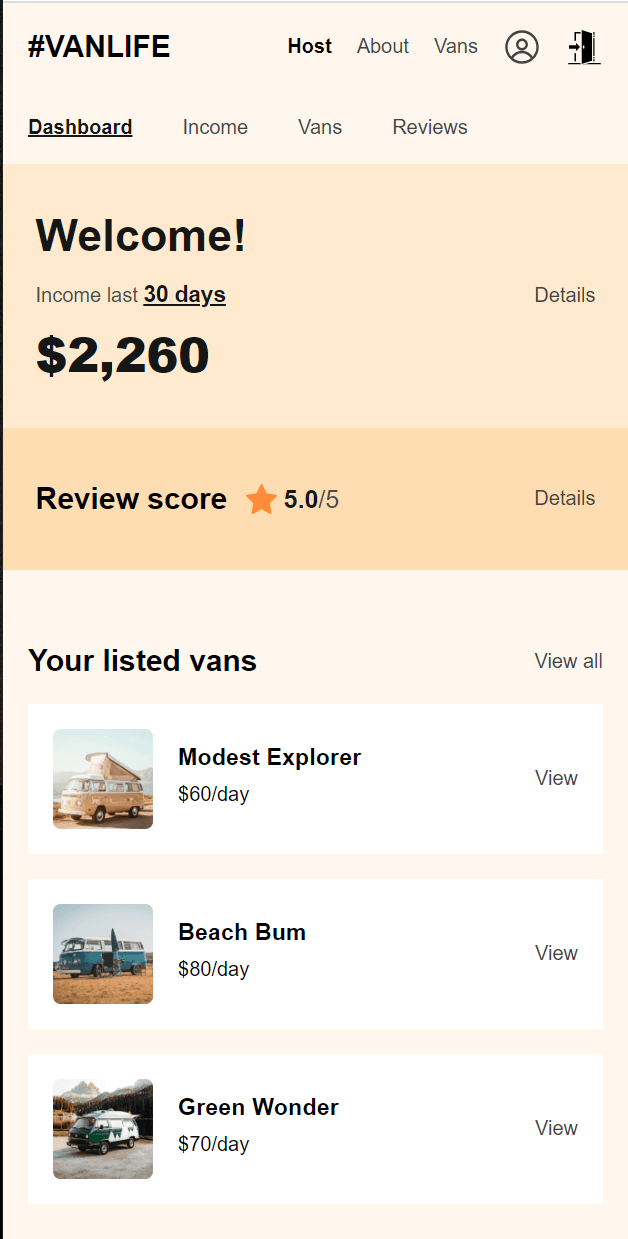 #VANLIFE Host About Vans
Dashboard Income Vans Reviews
Welcome!
Income last 30 days Details
$2,260
Review score 5.0/5 Details
Your listed vans View all
Modest Explorer
$60/day
View
Beach Bum
$80/day
View
Green Wonder
$70/day
View